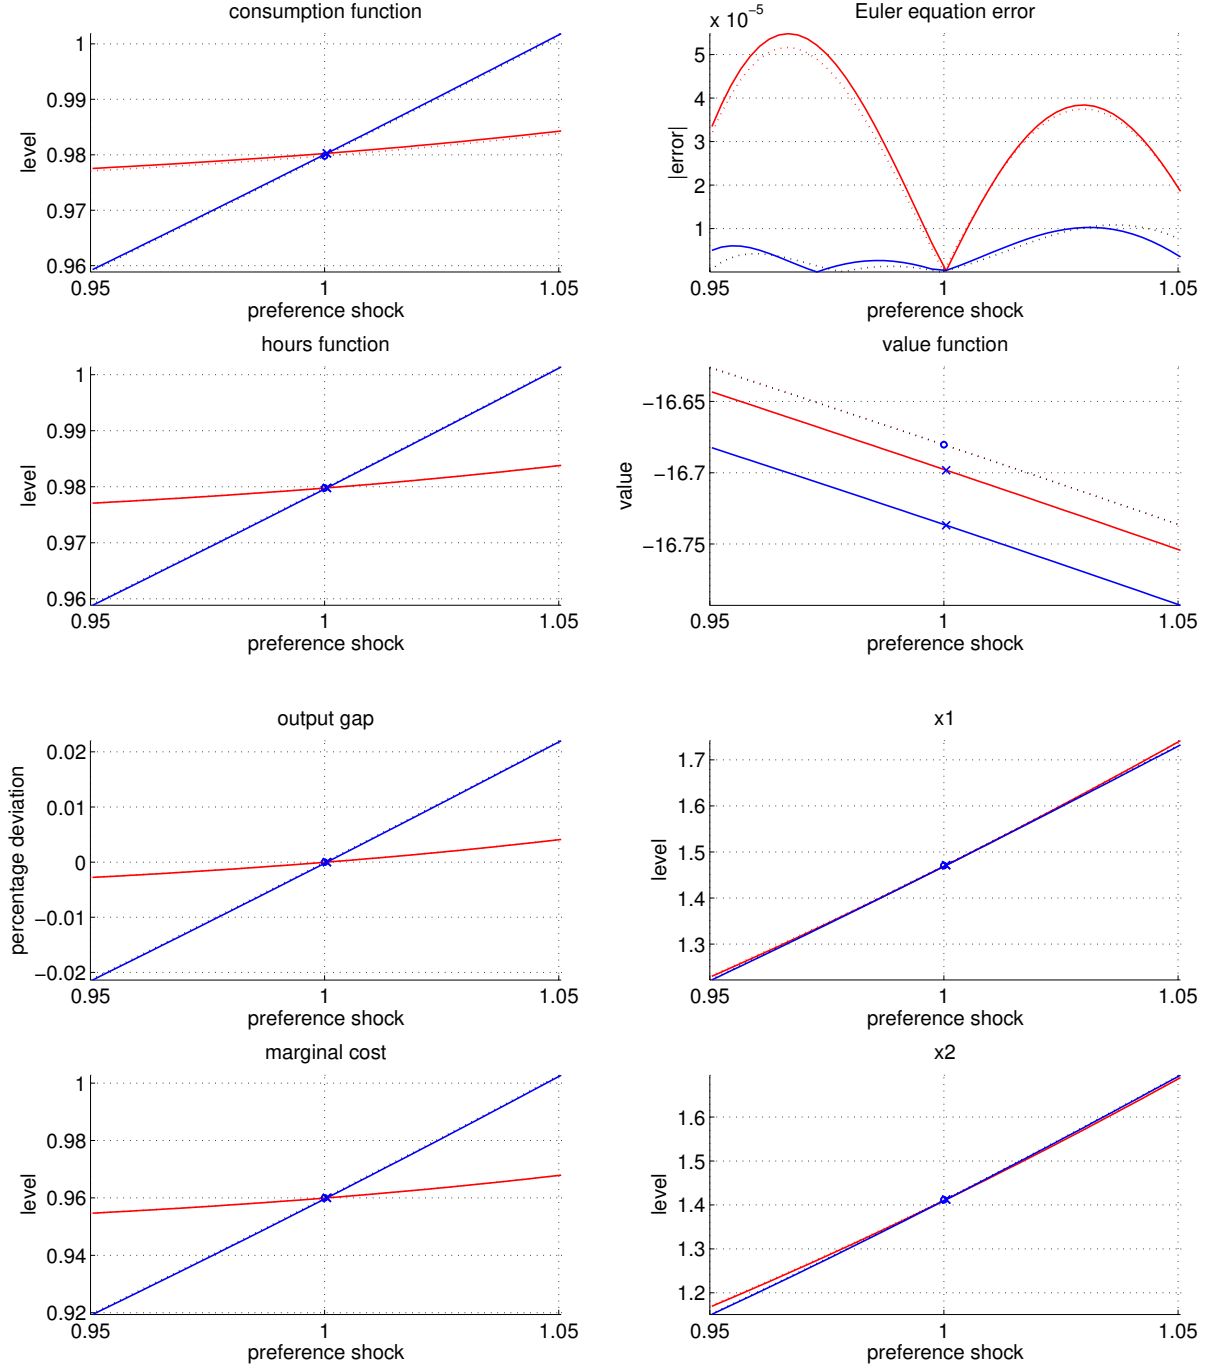 consumption function
1
0.99
0.98
0.97
0.96
level
0.95
1
1.05
preference shock
Euler equation error
x 10^-5
5
4
3
2
1
|error|
0.95
1
1.05
preference shock
hours function
1
0.99
0.98
0.97
0.96
level
0.95
1
1.05
preference shock
value function
−16.65
−16.7
−16.75
value
0.95
1
1.05
preference shock
output gap
0.02
0.01
0
−0.01
−0.02
percentage deviation
0.95
1
1.05
preference shock
x1
1.7
1.6
1.5
1.4
1.3
level
0.95
1
1.05
preference shock
marginal cost
1
0.98
0.96
0.94
0.92
level
0.95
1
1.05
preference shock
x2
1.6
1.5
1.4
1.3
1.2
level
0.95
1
1.05
preference shock